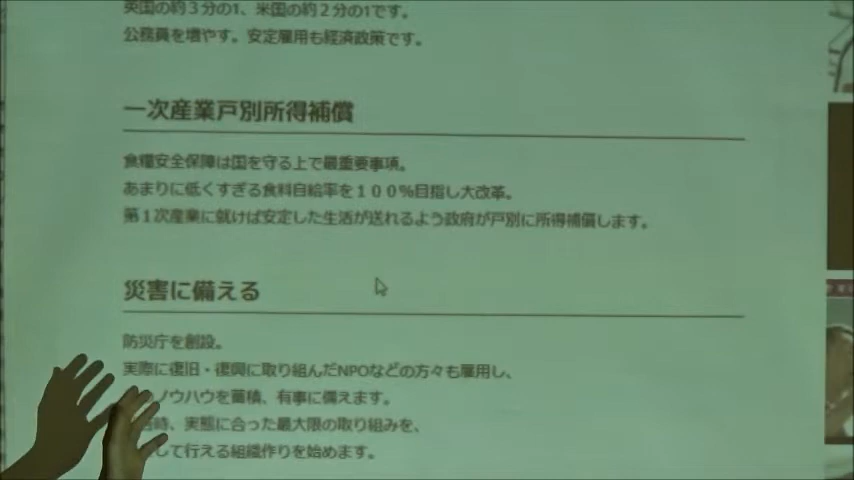 英国の約３分の1、米国の約２分の1です。
公務員を増やす。安定雇用も経済政策です。
一次産業戸別所得補償
食糧安全保障は国を守る上で最重要事項。
あまりに低くすぎる食料自給率を１００％目指し大改革。
第１次産業に就けば安定した生活が送れるよう政府が戸別に所得補償します。
災害に備える
防災庁を創設。
実際に復旧・復興に取り組んだNPOなどの方々も雇用し、
ノウハウを蓄積、有事に備えます。
時、実態に合った最大限の取り組みを、
して行える組織作りを始めます。